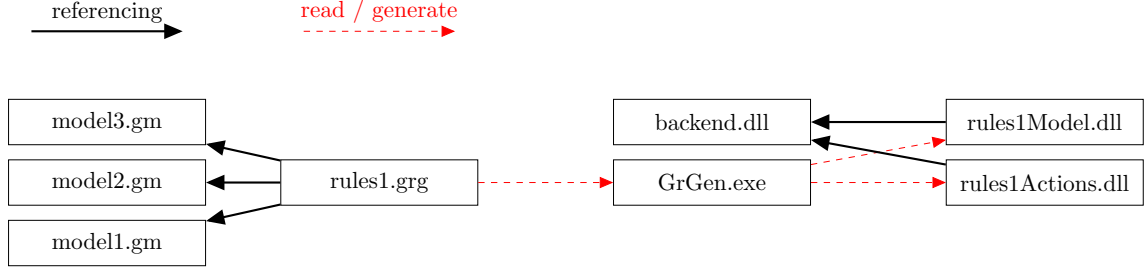 referencing
read / generate
model3.gm
backend.dll
rules1Model.dll
model2.gm
rules1.grg
GrGen.exe
rules1Actions.dll
model1.gm